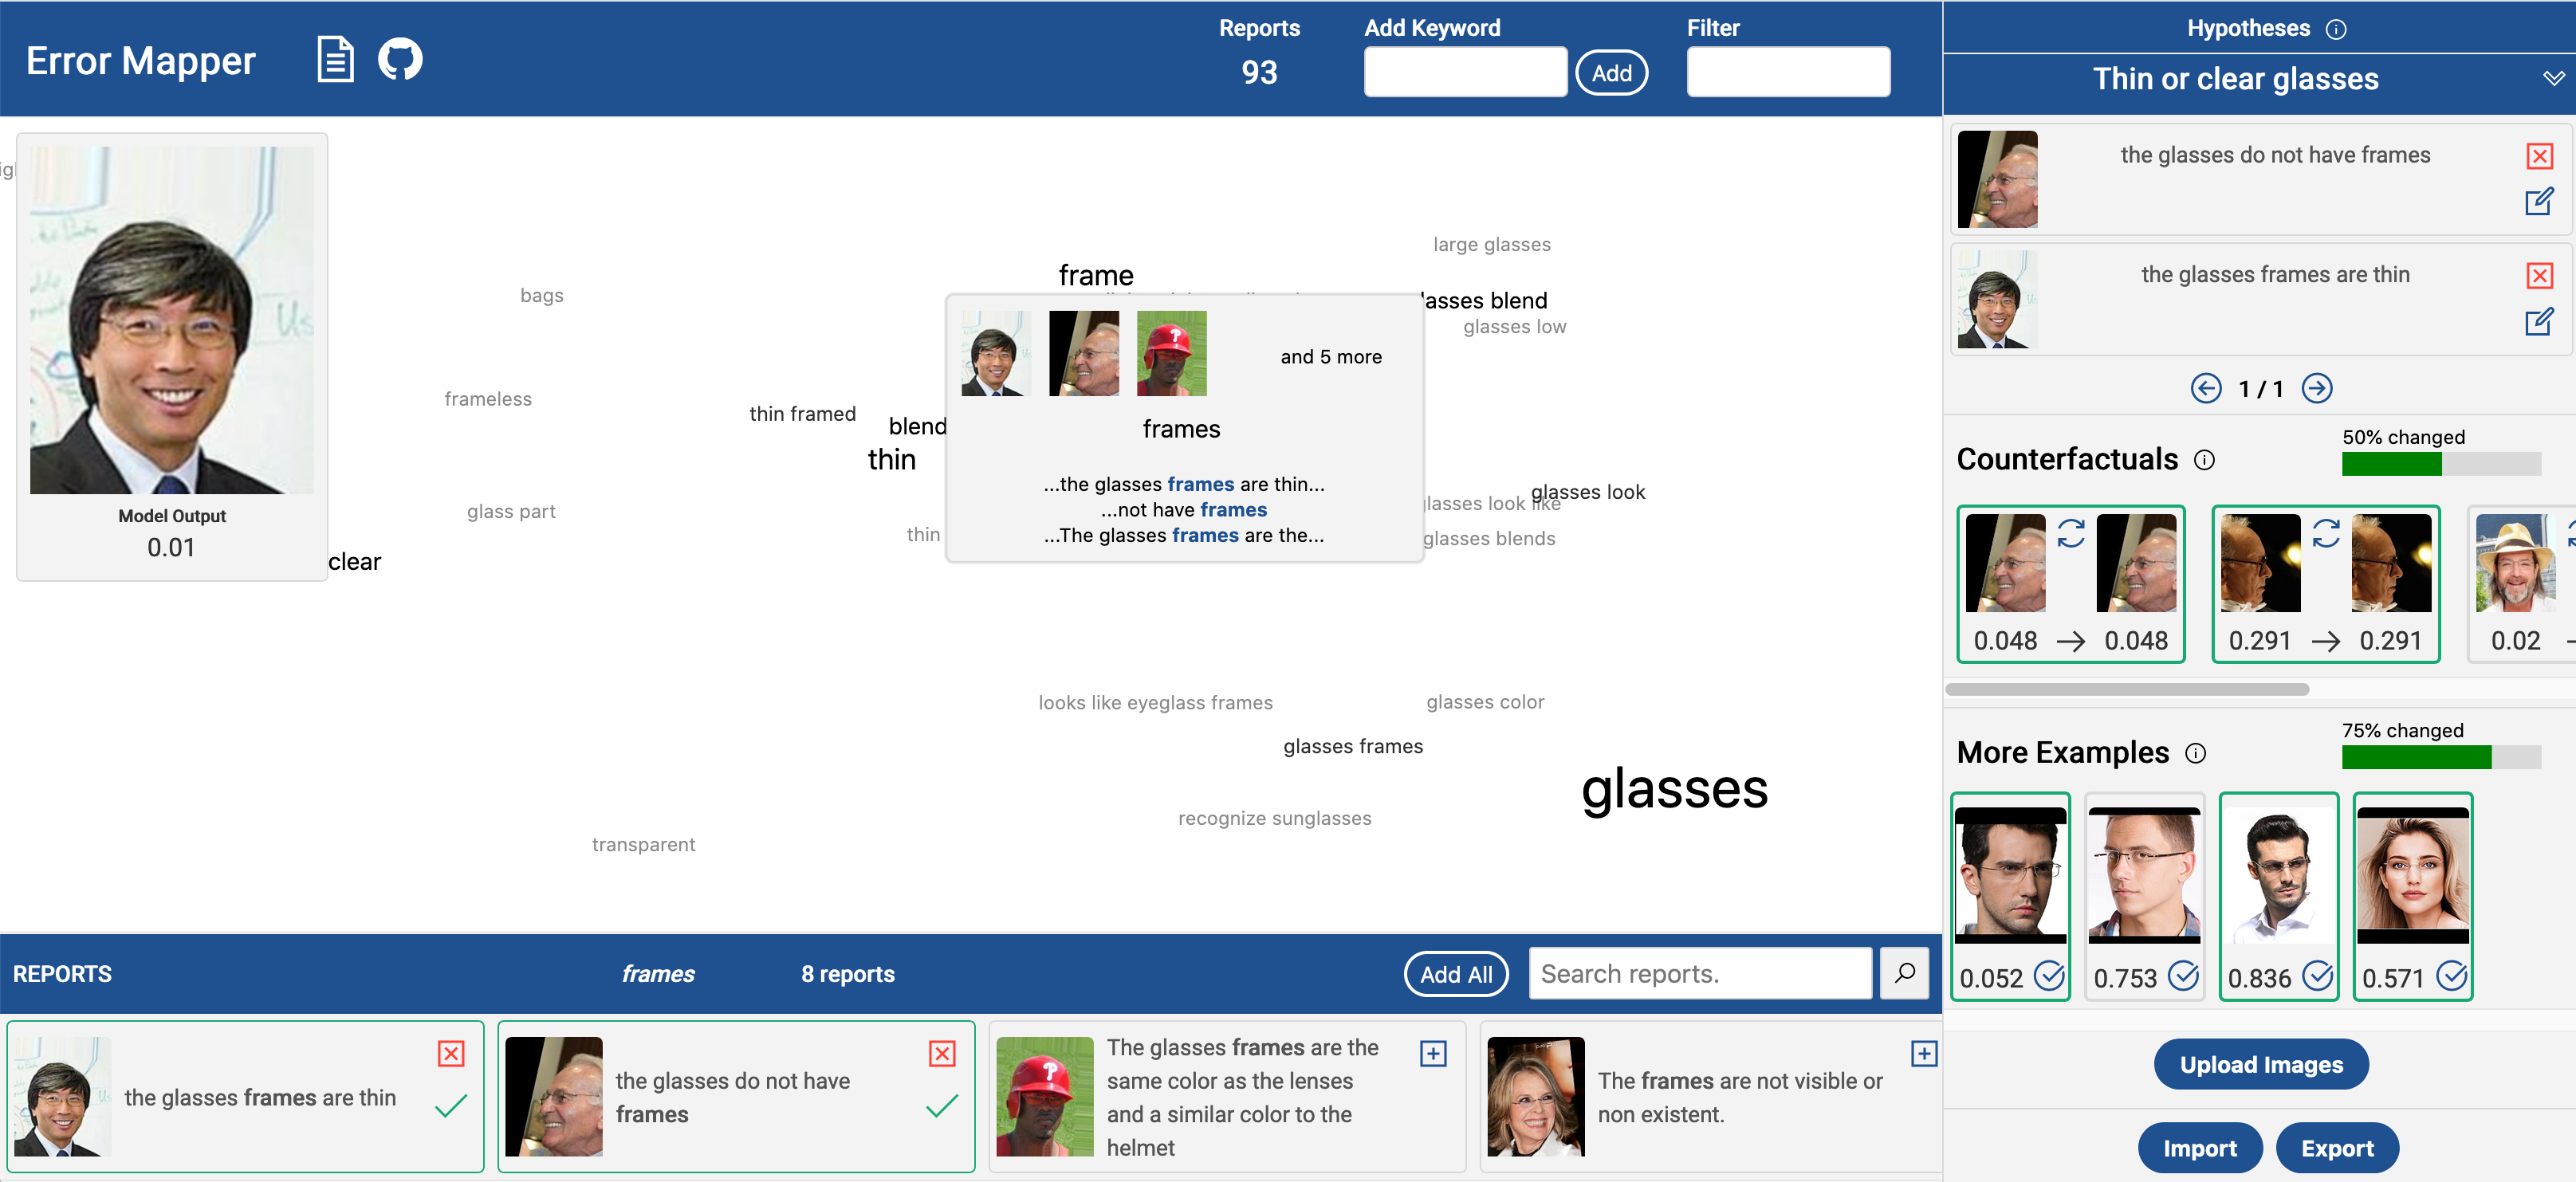 Error Mapper
Reports
93
Add Keyword
Add
Filter
Hypotheses
Thin or clear glasses
Model Output
0.01
bags
frameless
glass part
clear
transparent
frame
thin framed
blend
thin
thin
large glasses
lasses blend
glasses low
and 5 more
frames
...the glasses frames are thin...
...not have frames
...The glasses frames are the...
glasses look
lasses look like
glasses blends
looks like eyeglass frames
glasses color
glasses frames
glasses
recognize sunglasses
REPORTS
frames
8 reports
Add All
Search reports.
the glasses frames are thin
the glasses do not have
frames
The glasses frames are the
same color as the lenses
and a similar color to the
helmet
The frames are not visible or
non existent.
the glasses do not have frames
the glasses frames are thin
1 / 1
Counterfactuals
50% changed
0.048 → 0.048
0.291 → 0.291
0.02
More Examples
75% changed
0.052
0.753
0.836
0.571
Upload Images
Import
Export